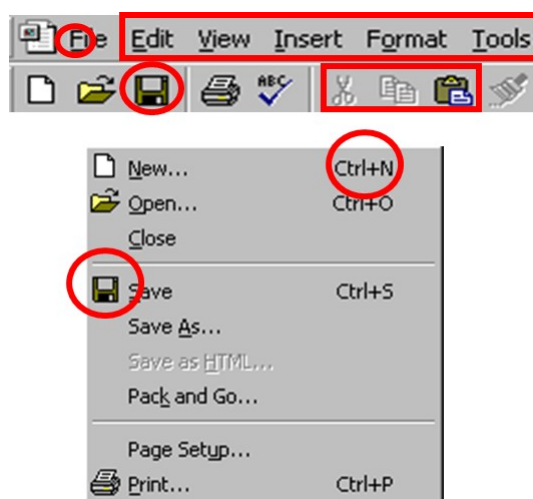 File Edit View Insert Format Tools
ABC
New... Ctrl+N
Open... Ctrl+O
Close
Save Ctrl+S
Save As...
Save as HTML...
Pack and Go...
Page Setup...
Print... Ctrl+P